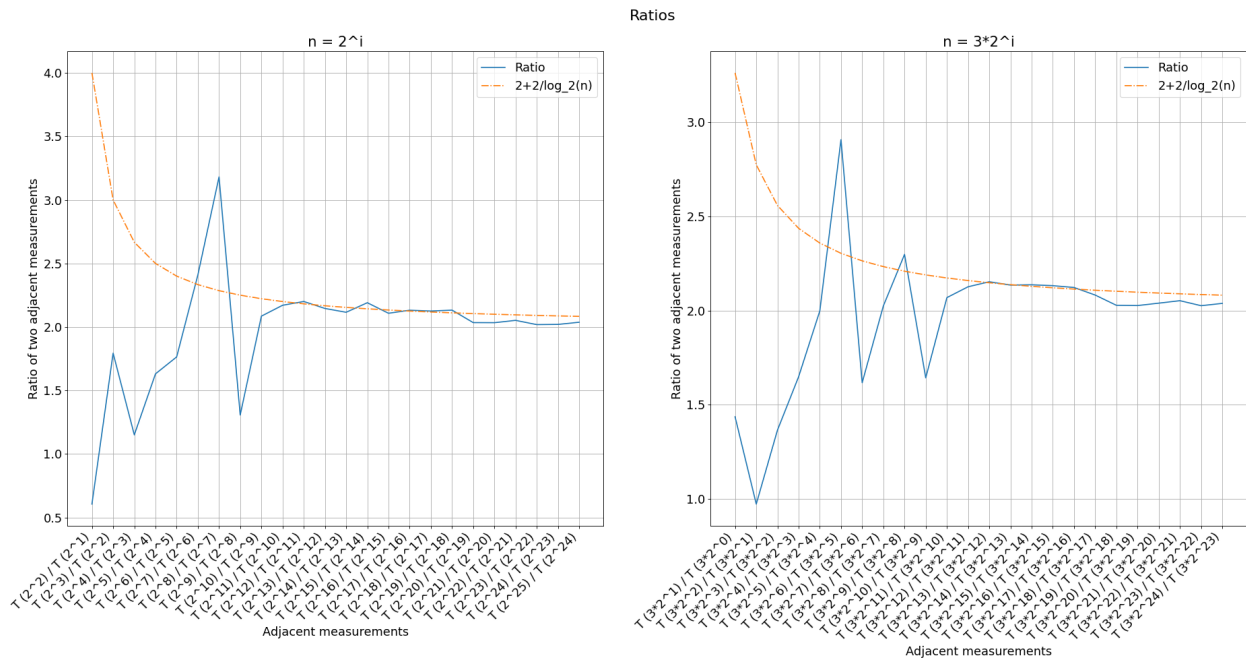 Ratios
n = 2^i
Ratio
2+2/log_2(n)
Ratio of two adjacent measurements
4.0
3.5
3.0
2.5
2.0
1.5
1.0
0.5
T (2^2) / T (2^1)
T (2^3) / T (2^2)
T (2^4) / T (2^3)
T (2^5) / T (2^4)
T (2^6) / T (2^5)
T (2^7) / T (2^6)
T (2^8) / T (2^7)
T (2^9) / T (2^8)
T (2^10) / T (2^9)
T (2^11) / T (2^10)
T (2^12) / T (2^11)
T (2^13) / T (2^12)
T (2^14) / T (2^13)
T (2^15) / T (2^14)
T (2^16) / T (2^15)
T (2^17) / T (2^16)
T (2^18) / T (2^17)
T (2^19) / T (2^18)
T (2^20) / T (2^19)
T (2^21) / T (2^20)
T (2^22) / T (2^21)
T (2^23) / T (2^22)
T (2^24) / T (2^23)
T (2^25) / T (2^24)
Adjacent measurements
n = 3*2^i
Ratio
2+2/log_2(n)
Ratio of two adjacent measurements
3.0
2.5
2.0
1.5
1.0
T (3*2^1) / T (3*2^0)
T (3*2^2) / T (3*2^1)
T (3*2^3) / T (3*2^2)
T (3*2^4) / T (3*2^3)
T (3*2^5) / T (3*2^4)
T (3*2^6) / T (3*2^5)
T (3*2^7) / T (3*2^6)
T (3*2^8) / T (3*2^7)
T (3*2^9) / T (3*2^8)
T (3*2^10) / T (3*2^9)
T (3*2^11) / T (3*2^10)
T (3*2^12) / T (3*2^11)
T (3*2^13) / T (3*2^12)
T (3*2^14) / T (3*2^13)
T (3*2^15) / T (3*2^14)
T (3*2^16) / T (3*2^15)
T (3*2^17) / T (3*2^16)
T (3*2^18) / T (3*2^17)
T (3*2^19) / T (3*2^18)
T (3*2^20) / T (3*2^19)
T (3*2^21) / T (3*2^20)
T (3*2^22) / T (3*2^21)
T (3*2^23) / T (3*2^22)
T (3*2^24) / T (3*2^23)
Adjacent measurements